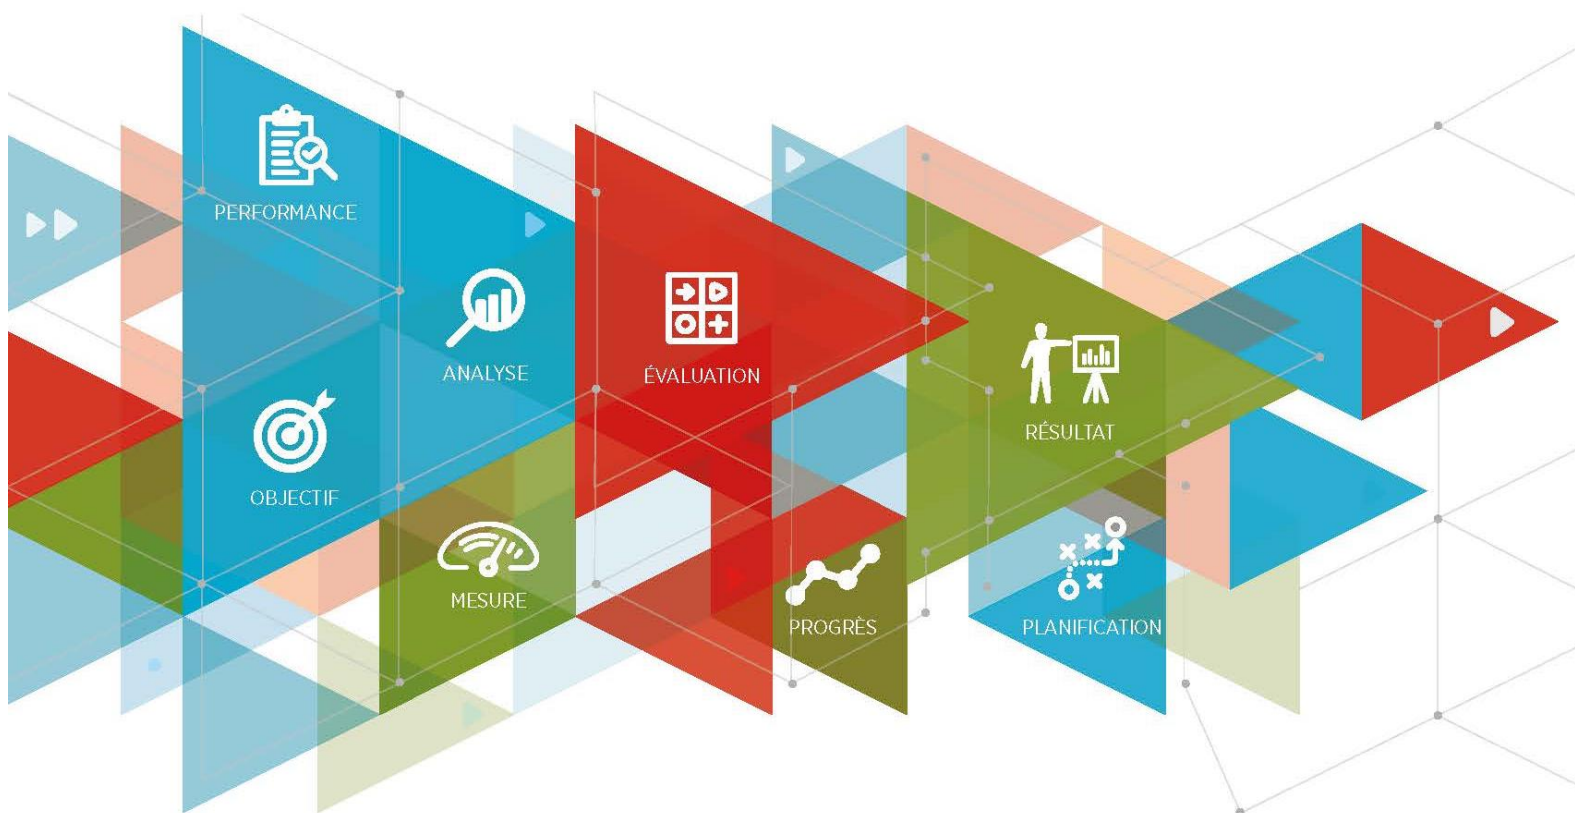 PERFORMANCE
ANALYSE
ÉVALUATION
RÉSULTAT
OBJECTIF
MESURE
PROGRÈS
PLANIFICATION